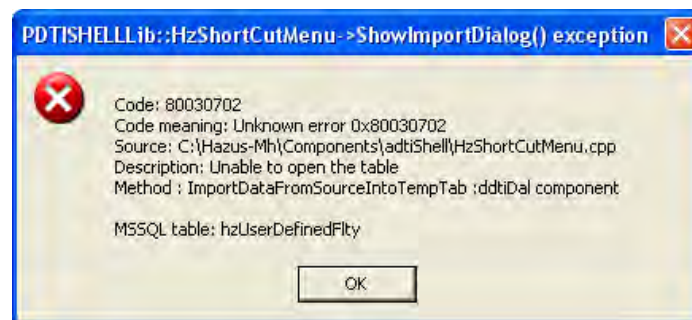 PDTISHELLLib::HzShortCutMenu->ShowImportDialog() exception
Code: 80030702
Code meaning: Unknown error 0x80030702
Source: C:\Hazus-Mh\Components\adtiShell\HzShortCutMenu.cpp
Description: Unable to open the table
Method : ImportDataFromSourceIntoTempTab :ddtiDal component
MSSQL table: hzUserDefinedFlty
OK